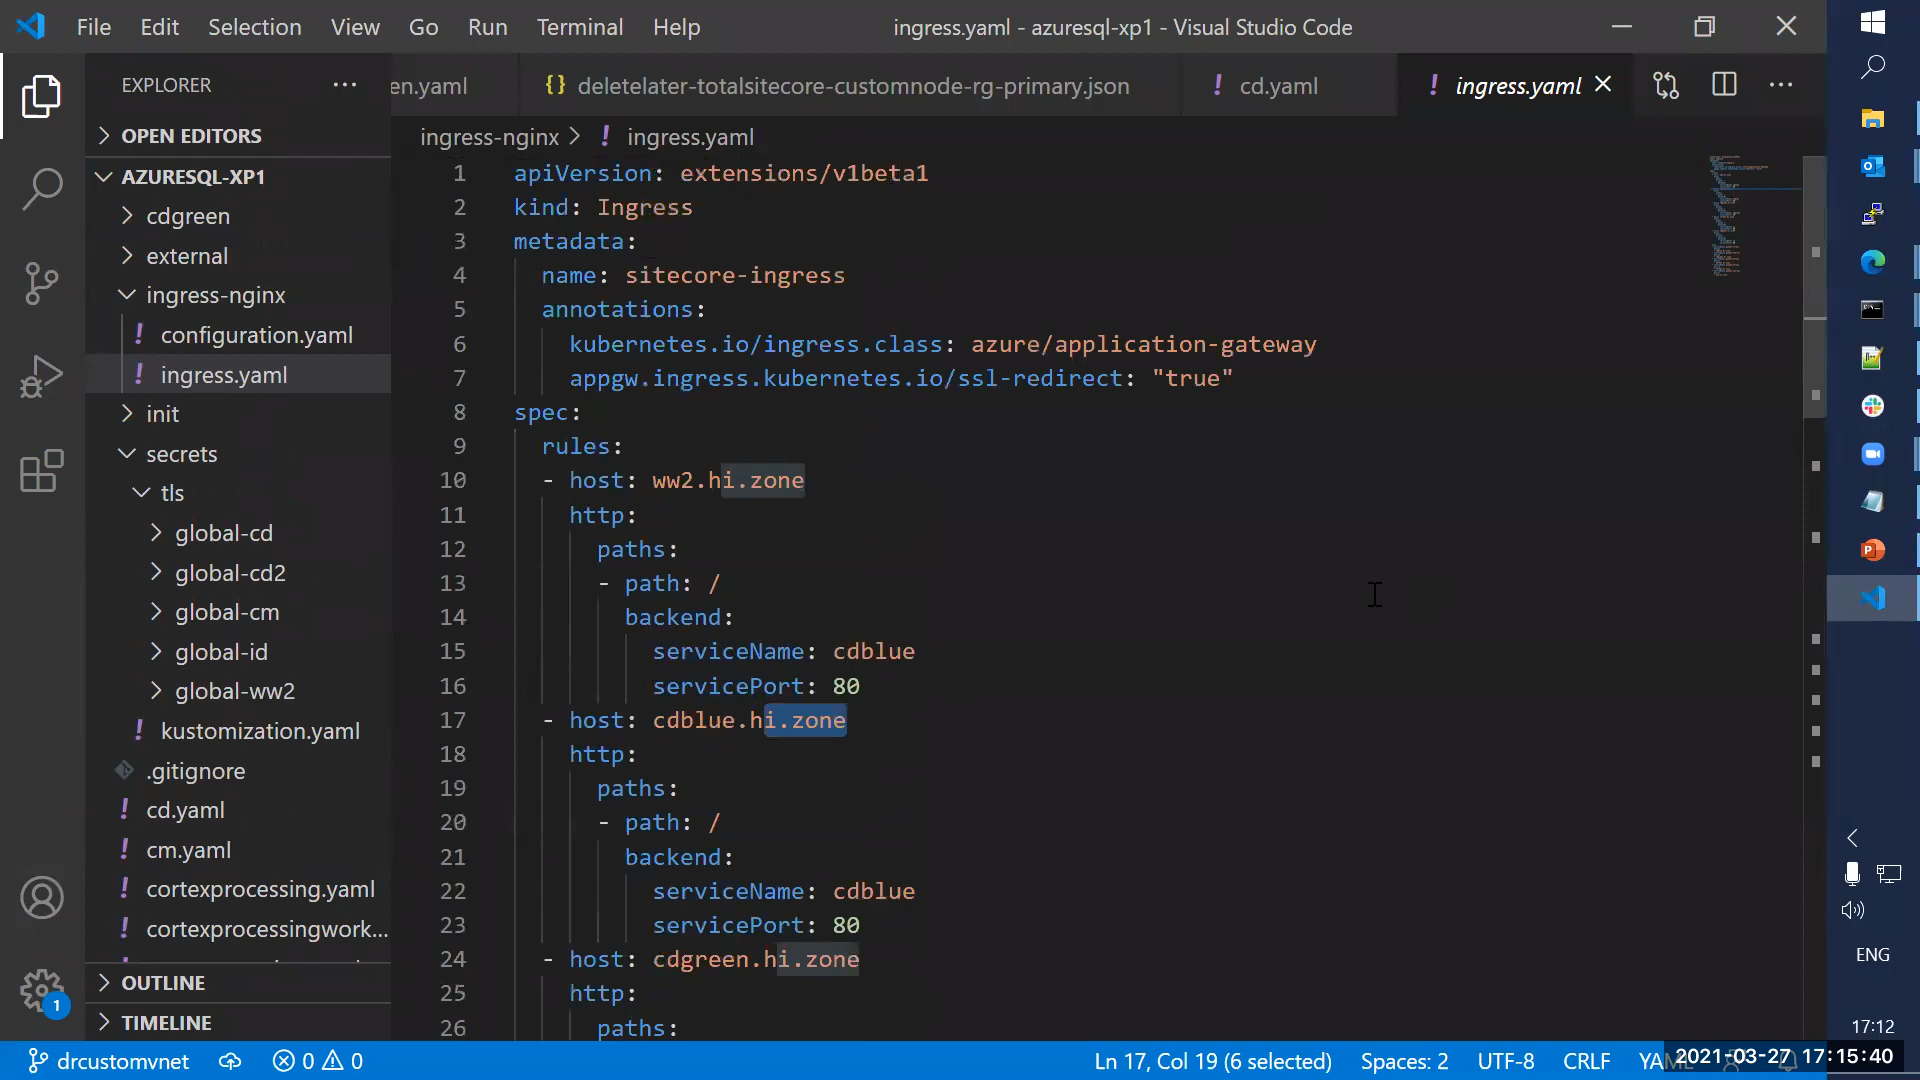 File Edit Selection View Go Run Terminal Help
ingress.yaml - azuresql-xp1 - Visual Studio Code
EXPLORER
OPEN EDITORS
AZURESQL-XP1
cdgreen
external
ingress-nginx
! configuration.yaml
! ingress.yaml
init
secrets
tls
global-cd
global-cd2
global-cm
global-id
global-ww2
! kustomization.yaml
.gitignore
! cd.yaml
! cm.yaml
! cortexprocessing.yaml
! cortexprocessingwork...
OUTLINE
TIMELINE
en.yaml {} deletelater-totalsitecore-customnode-rg-primary.json ! cd.yaml ! ingress.yaml
ingress-nginx > ! ingress.yaml
1 apiVersion: extensions/v1beta1
2 kind: Ingress
3 metadata:
4 name: sitecore-ingress
5 annotations:
6 kubernetes.io/ingress.class: azure/application-gateway
7 appgw.ingress.kubernetes.io/ssl-redirect: "true"
8 spec:
9 rules:
10 - host: ww2.hi.zone
11 http:
12 paths:
13 - path: /
14 backend:
15 serviceName: cdblue
16 servicePort: 80
17 - host: cdblue.hi.zone
18 http:
19 paths:
20 - path: /
21 backend:
22 serviceName: cdblue
23 servicePort: 80
24 - host: cdgreen.hi.zone
25 http:
26 paths:
1
drcustomvnet 0 0 Ln 17, Col 19 (6 selected) Spaces: 2 UTF-8 CRLF
ENG
17:12
2021-03-27 17:15:40